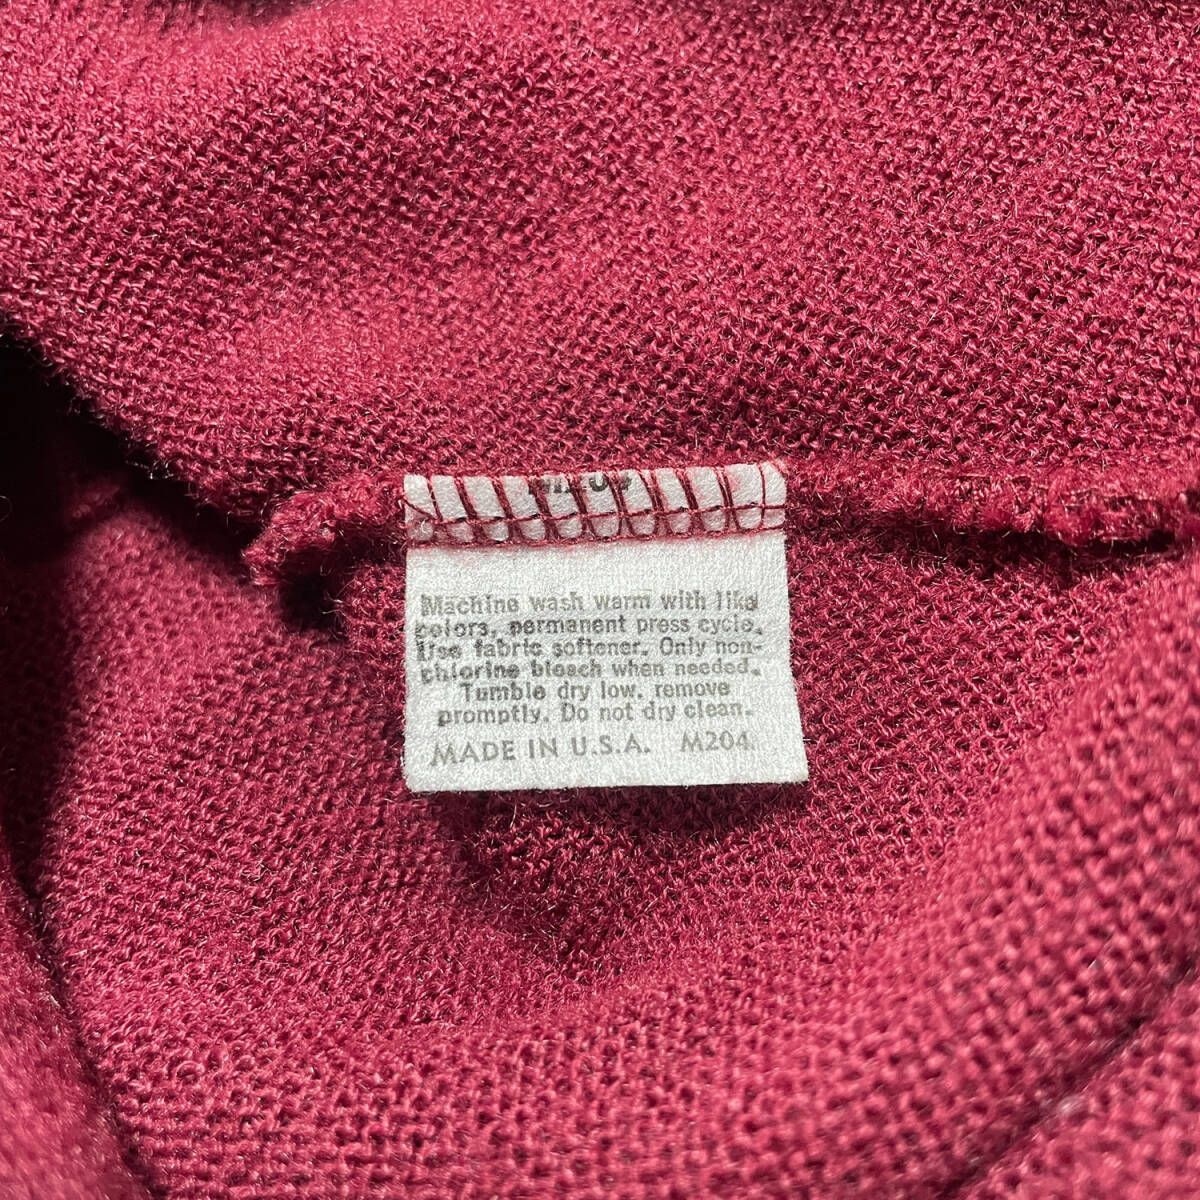 Machine wash warm with like
colors, permanent press cycle.
Use fabric softener. Only non-
chlorine bleach when needed.
Tumble dry low, remove
promptly. Do not dry clean.
MADE IN U.S.A. M204